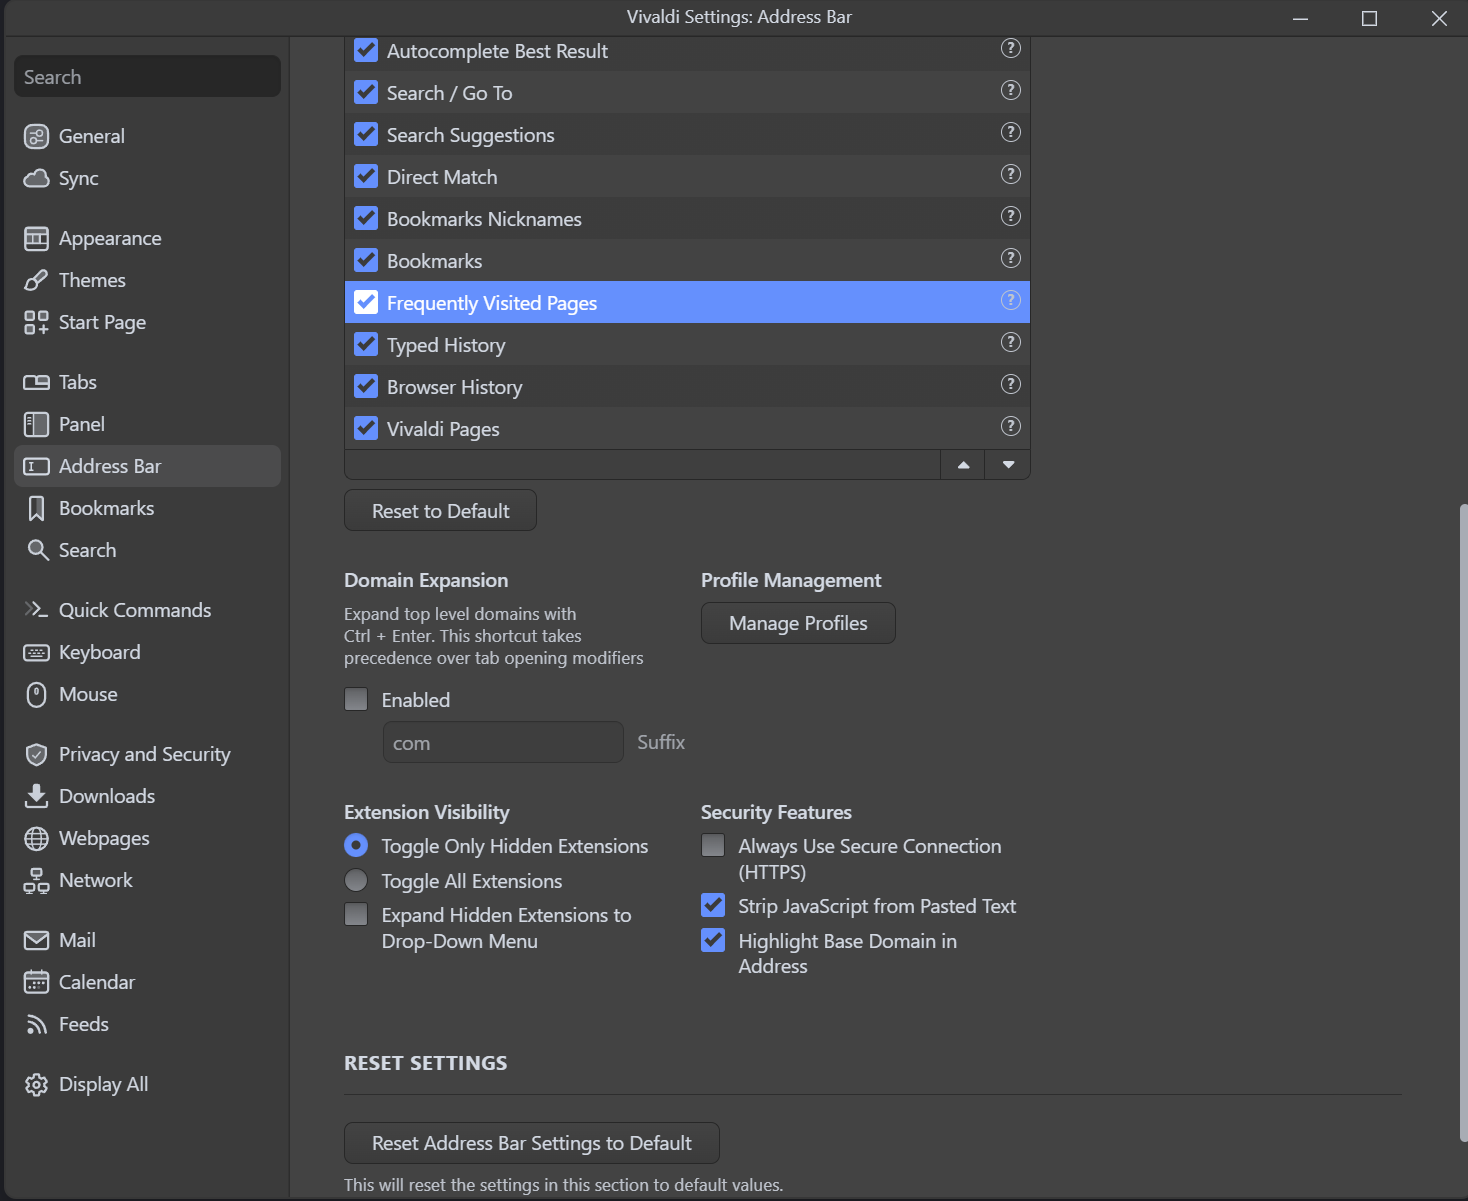 Vivaldi Settings: Address Bar
Search
General
Sync
Appearance
Themes
Start Page
Tabs
Panel
Address Bar
Bookmarks
Search
Quick Commands
Keyboard
Mouse
Privacy and Security
Downloads
Webpages
Network
Mail
Calendar
Feeds
Display All
Autocomplete Best Result ?
Search / Go To ?
Search Suggestions ?
Direct Match ?
Bookmarks Nicknames ?
Bookmarks ?
Frequently Visited Pages ?
Typed History ?
Browser History ?
Vivaldi Pages ?
Reset to Default
Domain Expansion
Expand top level domains with
Ctrl + Enter. This shortcut takes
precedence over tab opening modifiers
Enabled
com Suffix
Profile Management
Manage Profiles
Extension Visibility
Toggle Only Hidden Extensions
Toggle All Extensions
Expand Hidden Extensions to
Drop-Down Menu
Security Features
Always Use Secure Connection
(HTTPS)
Strip JavaScript from Pasted Text
Highlight Base Domain in
Address
RESET SETTINGS
Reset Address Bar Settings to Default
This will reset the settings in this section to default values.